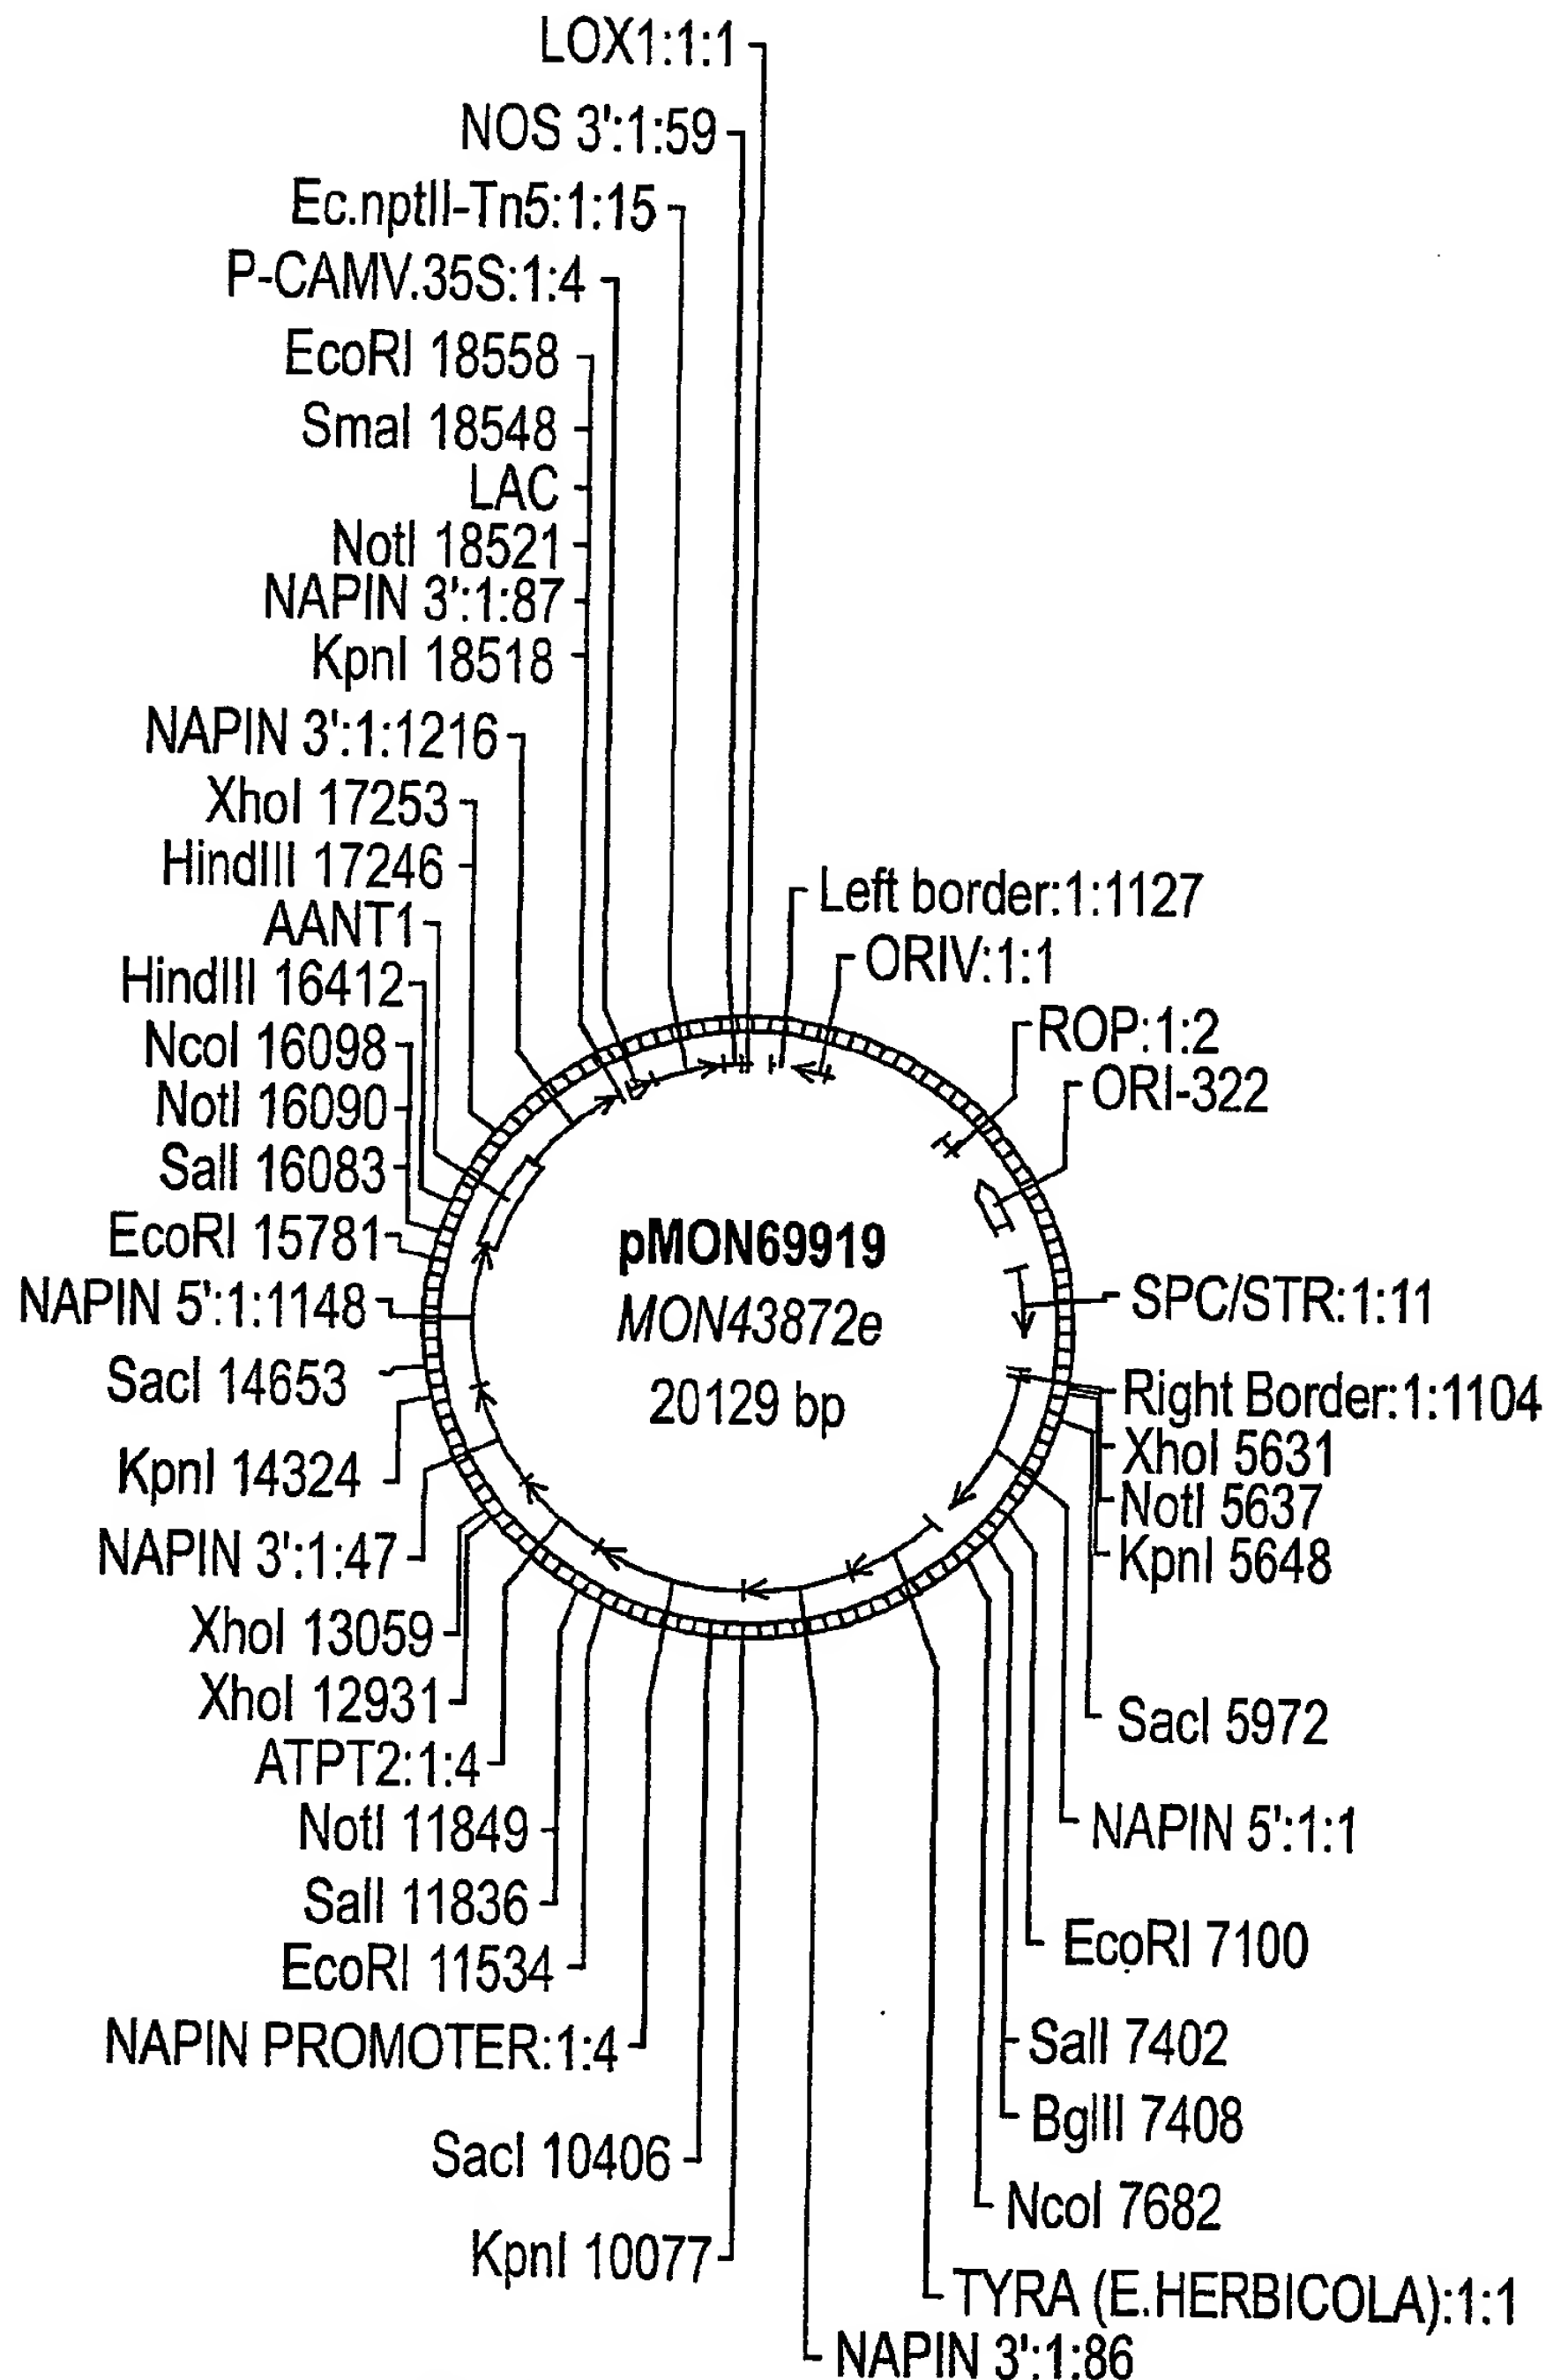 LOX1:1:1
NOS 3':1:59
Ec.nptII-Tn5:1:15
P-CAMV.35S:1:4
EcoRI 18558
SmaI 18548
LAC
NotI 18521
NAPIN 3':1:87
KpnI 18518
NAPIN 3':1:1216
XhoI 17253
HindIII 17246
AANT1
HindIII 16412
NcoI 16098
NotI 16090
SalI 16083
EcoRI 15781
NAPIN 5':1:1148
SacI 14653
KpnI 14324
NAPIN 3':1:47
XhoI 13059
XhoI 12931
ATPT2:1:4
NotI 11849
SalI 11836
EcoRI 11534
NAPIN PROMOTER:1:4
SacI 10406
KpnI 10077
pMON69919
MON43872e
20129 bp
Left border:1:1127
ORIV:1:1
ROP:1:2
ORI-322
SPC/STR:1:11
Right Border:1:1104
XhoI 5631
NotI 5637
KpnI 5648
SacI 5972
NAPIN 5':1:1
EcoRI 7100
SalI 7402
BglII 7408
NcoI 7682
TYRA (E.HERBICOLA):1:1
NAPIN 3':1:86